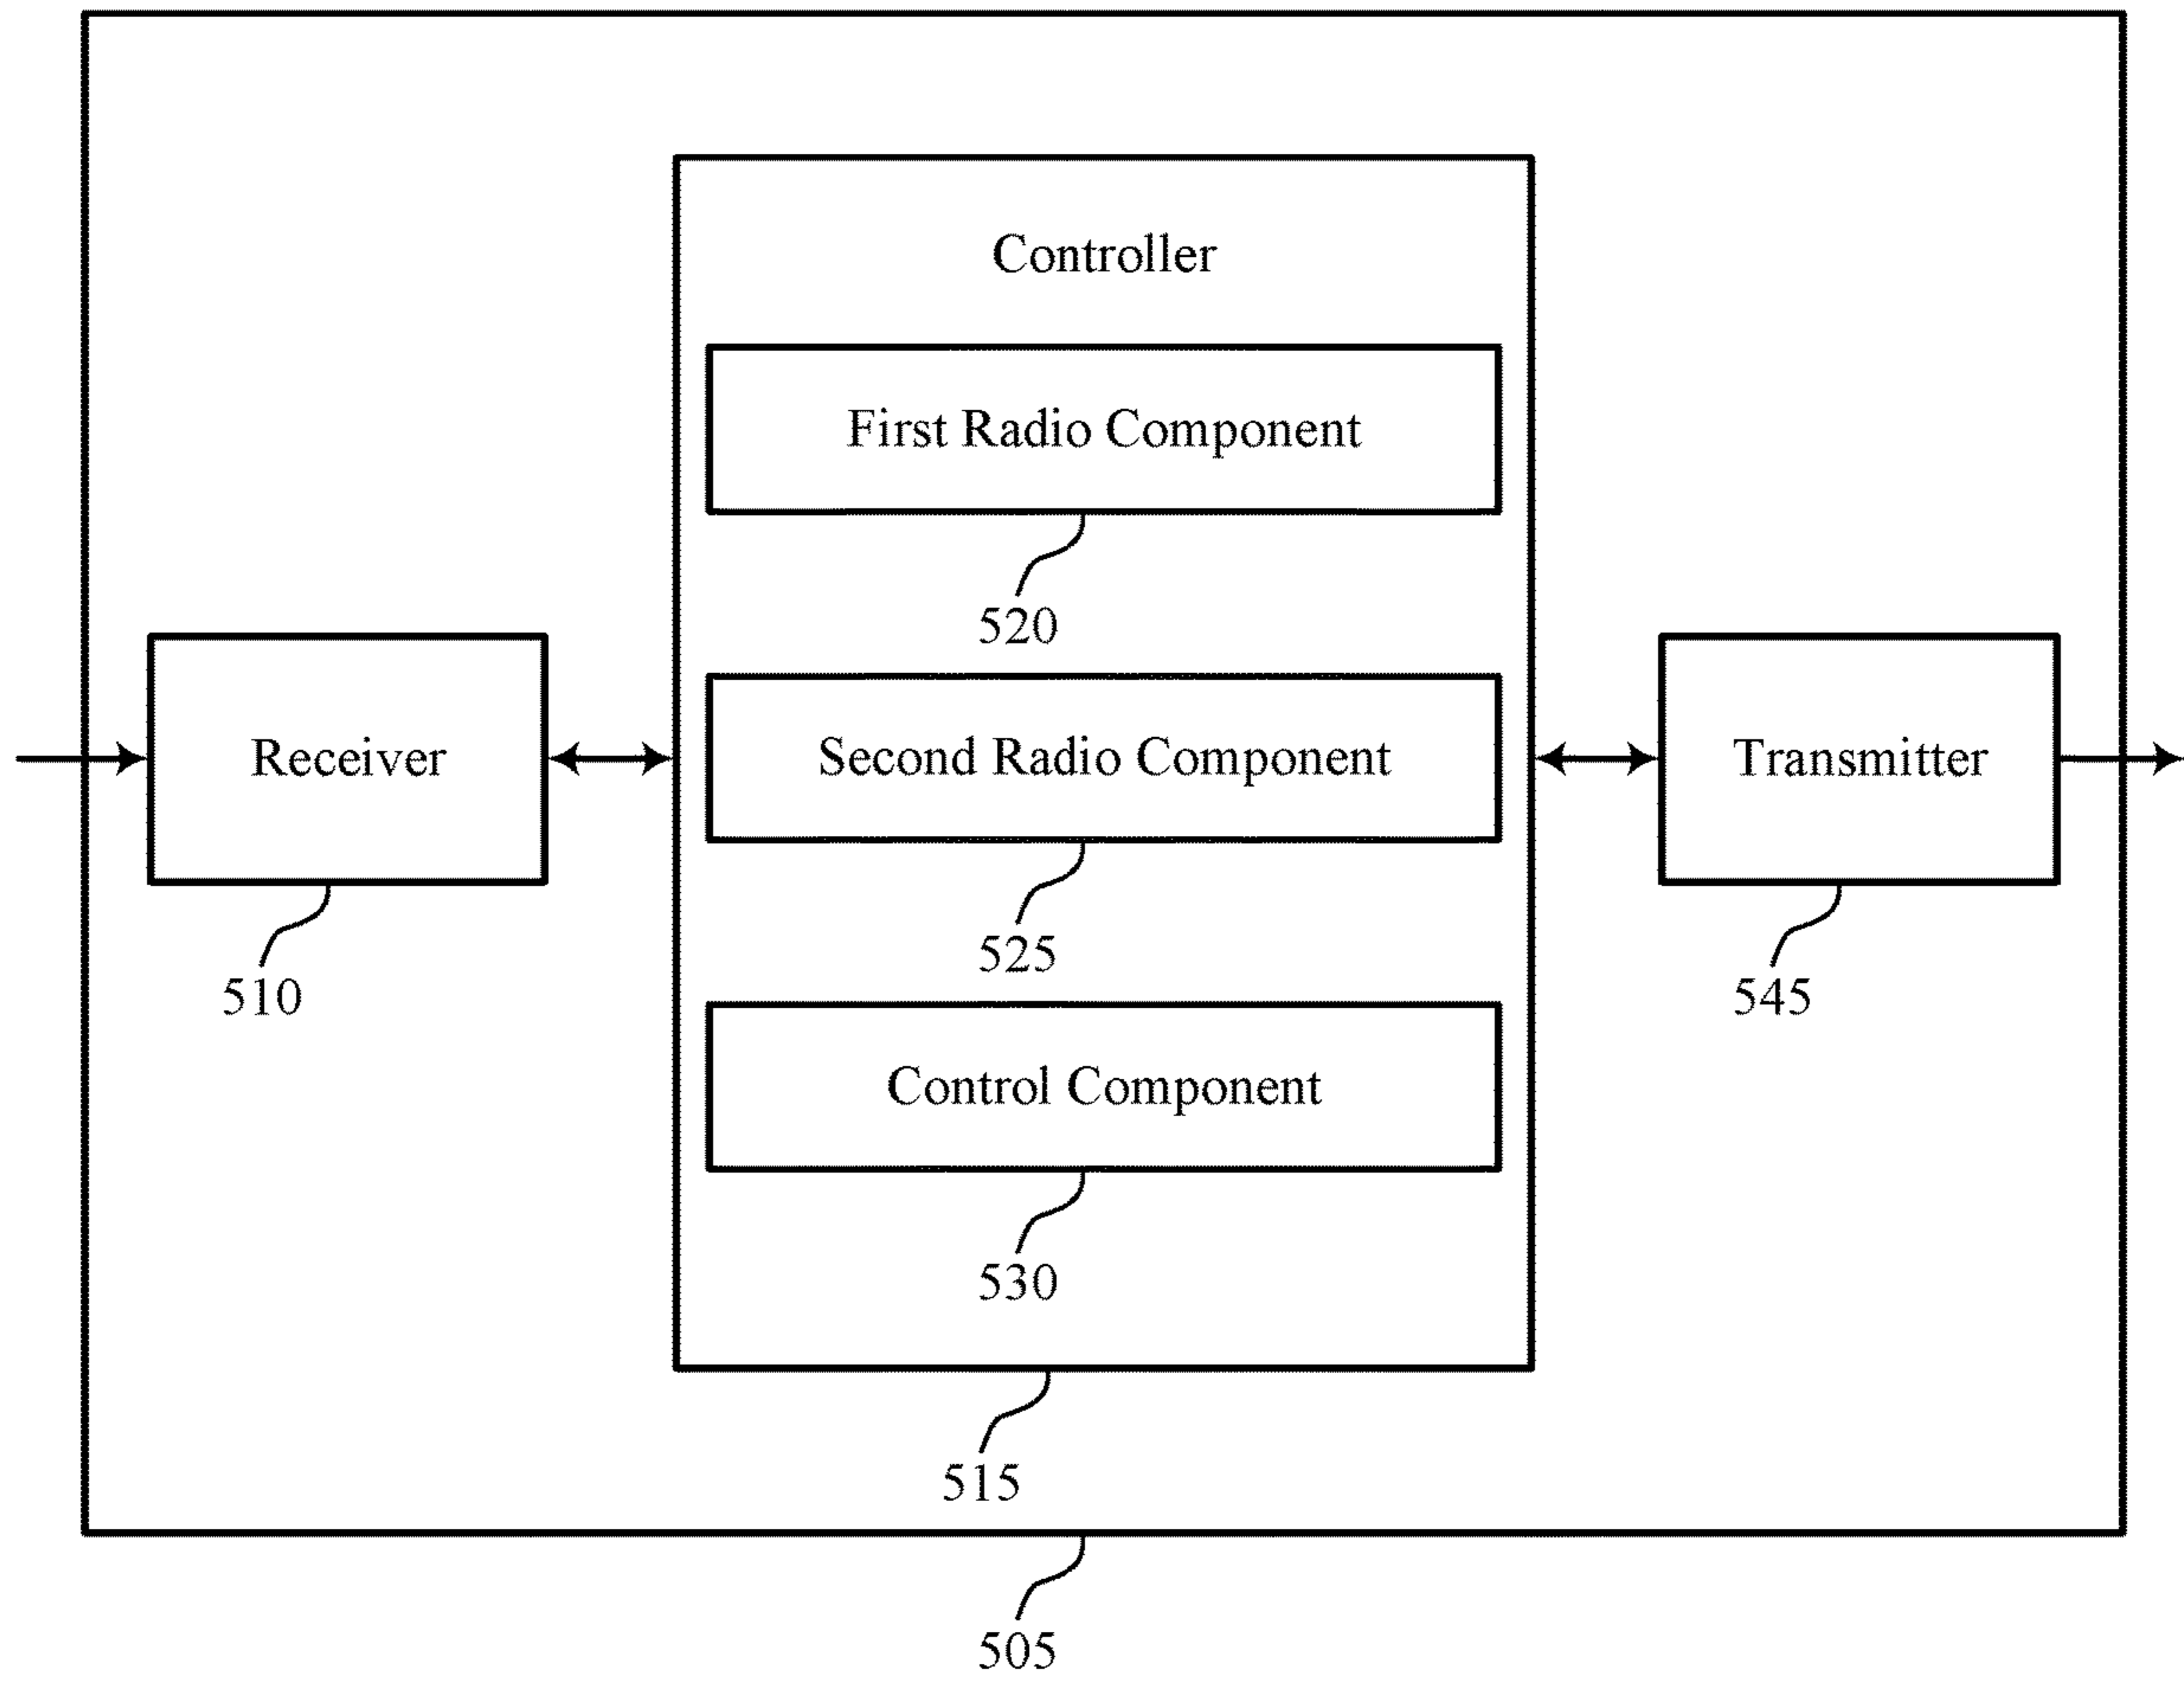 Controller
First Radio Component
520
Receiver
510
Second Radio Component
525
Transmitter
545
Control Component
530
515
505